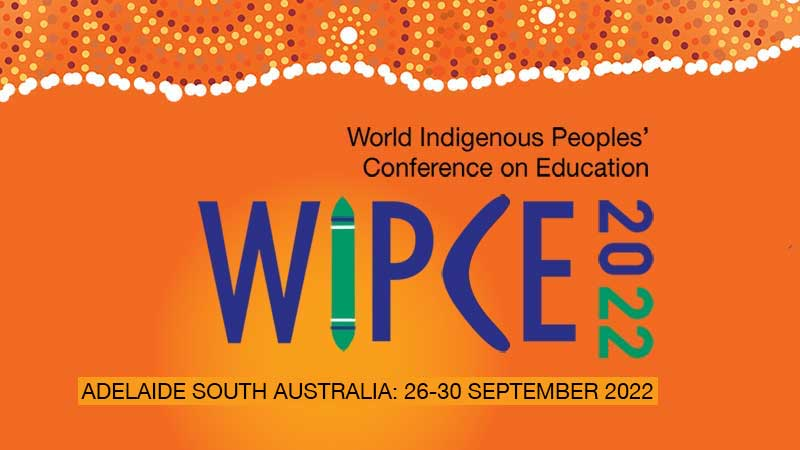 World Indigenous Peoples'
Conference on Education
WIPCE 2022
ADELAIDE SOUTH AUSTRALIA: 26-30 SEPTEMBER 2022